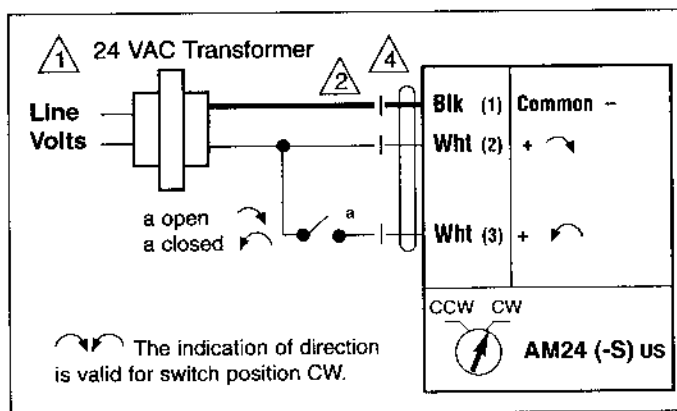 1 24 VAC Transformer
2 4
Line
Volts
Blk (1) Common –
Wht (2) +
a open
a closed
a
Wht (3) +
CCW CW
AM24 (-S) US
The indication of direction
is valid for switch position CW.